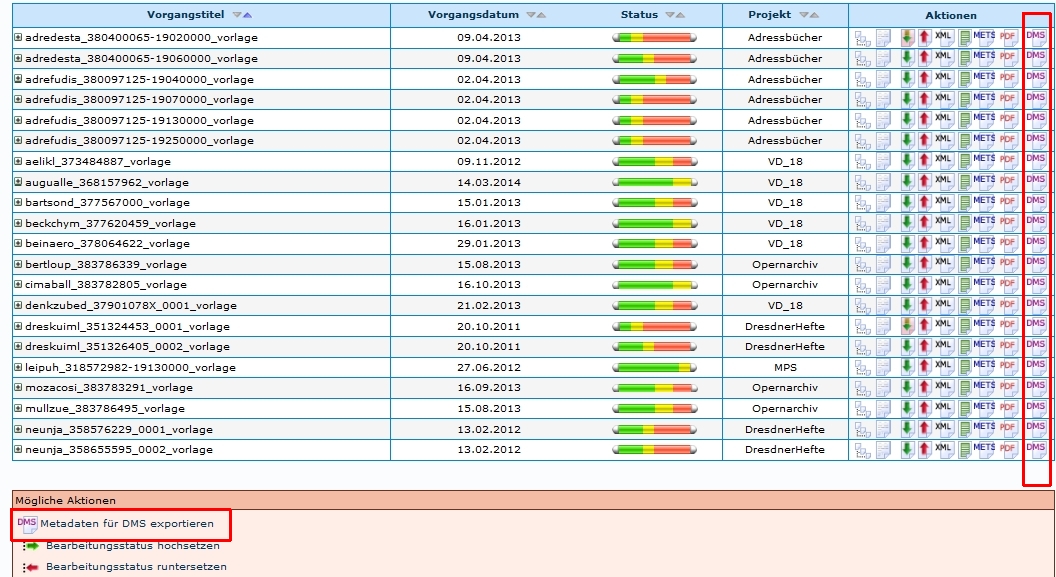 Vorgangstitel Vorgangsdatum Status Projekt Aktionen
adredesta_380400065-19020000_vorlage 09.04.2013 Adressbücher XML METS PDF DMS
adredesta_380400065-19060000_vorlage 09.04.2013 Adressbücher XML METS PDF DMS
adrefudis_380097125-19040000_vorlage 02.04.2013 Adressbücher XML METS PDF DMS
adrefudis_380097125-19070000_vorlage 02.04.2013 Adressbücher XML METS PDF DMS
adrefudis_380097125-19130000_vorlage 02.04.2013 Adressbücher XML METS PDF DMS
adrefudis_380097125-19250000_vorlage 02.04.2013 Adressbücher XML METS PDF DMS
aelikl_373484887_vorlage 09.11.2012 VD_18 XML METS PDF DMS
augualle_368157962_vorlage 14.03.2014 VD_18 XML METS PDF DMS
bartsond_377567000_vorlage 15.01.2013 VD_18 XML METS PDF DMS
beckchym_377620459_vorlage 16.01.2013 VD_18 XML METS PDF DMS
beinaero_378064622_vorlage 29.01.2013 VD_18 XML METS PDF DMS
bertloup_383786339_vorlage 15.08.2013 Opernarchiv XML METS PDF DMS
cimaball_383782805_vorlage 16.10.2013 Opernarchiv XML METS PDF DMS
denkzubed_37901078X_0001_vorlage 21.02.2013 VD_18 XML METS PDF DMS
dreskuiml_351324453_0001_vorlage 20.10.2011 DresdnerHefte XML METS PDF DMS
dreskuiml_351326405_0002_vorlage 20.10.2011 DresdnerHefte XML METS PDF DMS
leipuh_318572982-19130000_vorlage 27.06.2012 MPS XML METS PDF DMS
mozacosi_383783291_vorlage 16.09.2013 Opernarchiv XML METS PDF DMS
mullzue_383786495_vorlage 15.08.2013 Opernarchiv XML METS PDF DMS
neunja_358576229_0001_vorlage 13.02.2012 DresdnerHefte XML METS PDF DMS
neunja_358655595_0002_vorlage 13.02.2012 DresdnerHefte XML METS PDF DMS
Mögliche Aktionen
DMS Metadaten für DMS exportieren
Bearbeitungsstatus hochsetzen
Bearbeitungsstatus runtersetzen